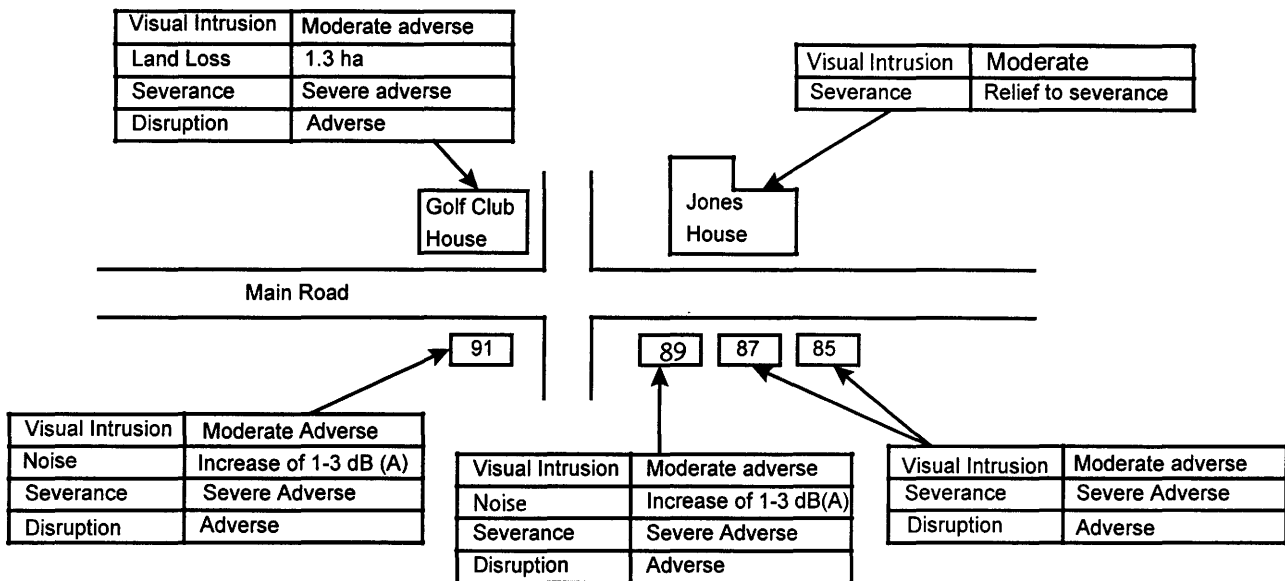 Visual Intrusion Moderate adverse
Land Loss 1.3 ha
Severance Severe adverse
Disruption Adverse
Visual Intrusion Moderate
Severance Relief to severance
Golf Club
House
Jones
House
Main Road
91
89
87
85
Visual Intrusion Moderate Adverse
Noise Increase of 1-3 dB (A)
Severance Severe Adverse
Disruption Adverse
Visual Intrusion Moderate adverse
Noise Increase of 1-3 dB(A)
Severance Severe Adverse
Disruption Adverse
Visual Intrusion Moderate adverse
Severance Severe Adverse
Disruption Adverse